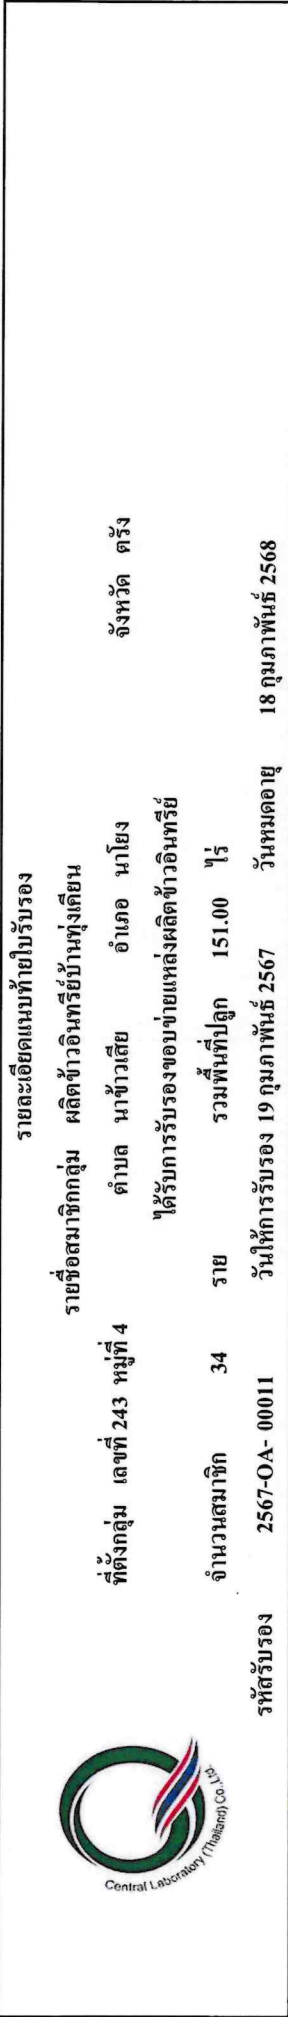 รายละเอียดแนบท้ายใบรับรอง
รายชื่อสมาชิกกลุ่ม ผลิตข้าวอินทรีย์บ้านทุ่งเคียน
ที่ตั้งกลุ่ม เลขที่ 243 หมู่ที่ 4 ตำบล นาข้าวเสีย อำเภอ นาโยง จังหวัด ตรัง
ได้รับการรับรองขอบข่ายแหล่งผลิตข้าวอินทรีย์
จำนวนสมาชิก 34 ราย รวมพื้นที่ปลูก 151.00 ไร่
รหัสรับรอง 2567-OA- 00011 วันให้การรับรอง 19 กุมภาพันธ์ 2567 วันหมดอายุ 18 กุมภาพันธ์ 2568
Central Laboratory (Thailand) Co., Ltd.